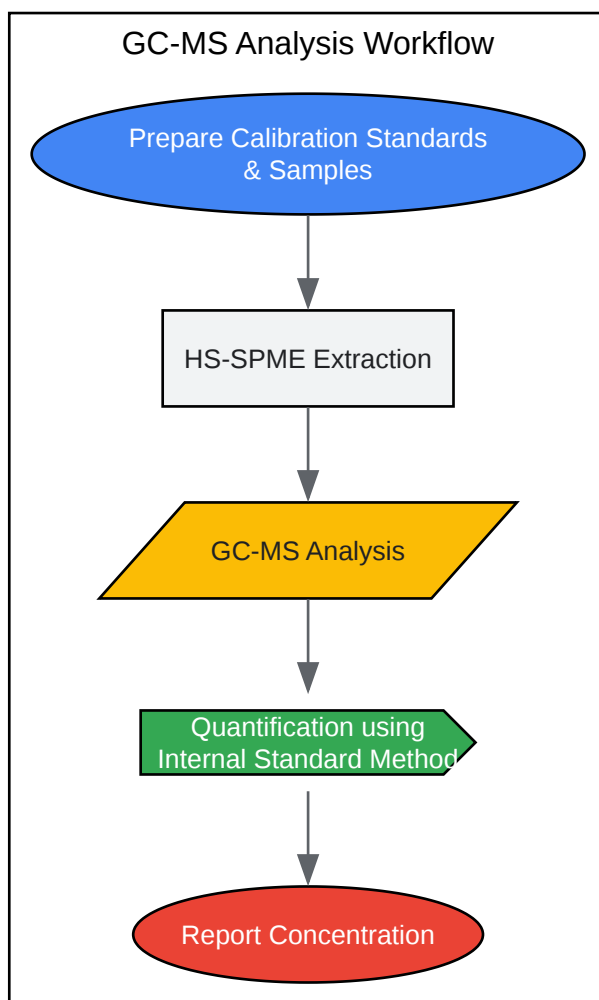 GC-MS Analysis Workflow
Prepare Calibration Standards
& Samples
HS-SPME Extraction
GC-MS Analysis
Quantification using
Internal Standard Method
Report Concentration